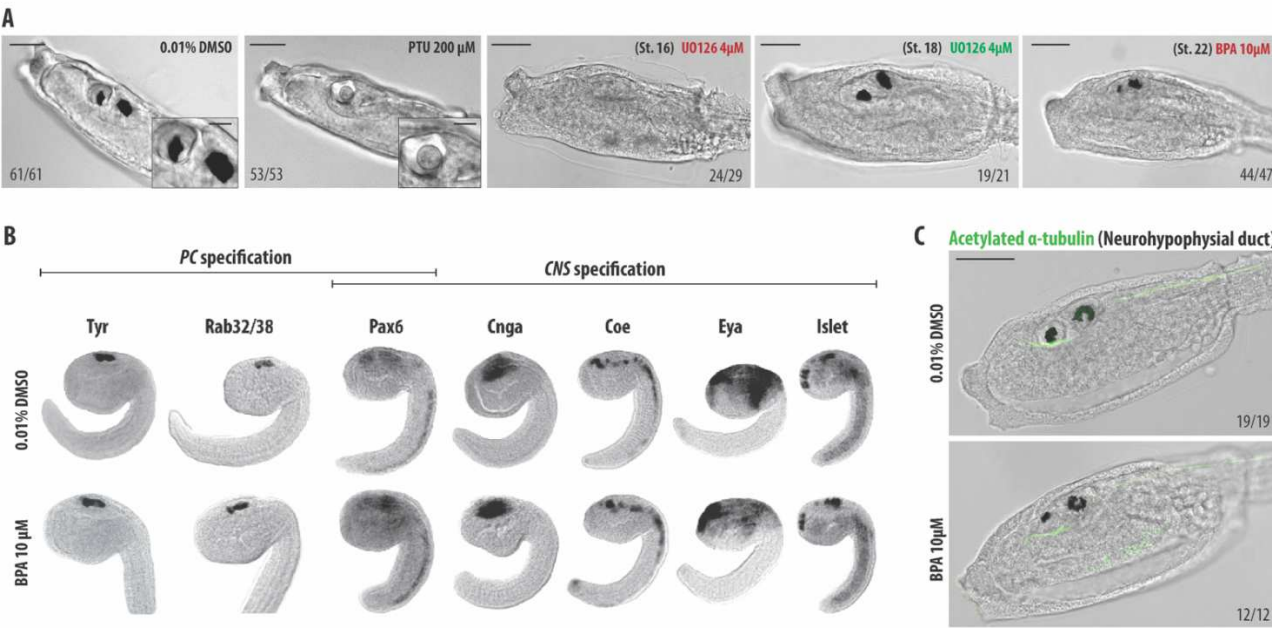 A
0.01% DMSO
PTU 200 µM
(St. 16) UO126 4µM
(St. 18) UO126 4µM
(St. 22) BPA 10µM
61/61
53/53
24/29
19/21
44/47
B
PC specification
CNS specification
Tyr
Rab32/38
Pax6
Cnga
Coe
Eya
Islet
0.01% DMSO
BPA 10 µM
C
Acetylated α-tubulin (Neurohypophysial duct)
0.01% DMSO
19/19
BPA 10µM
12/12